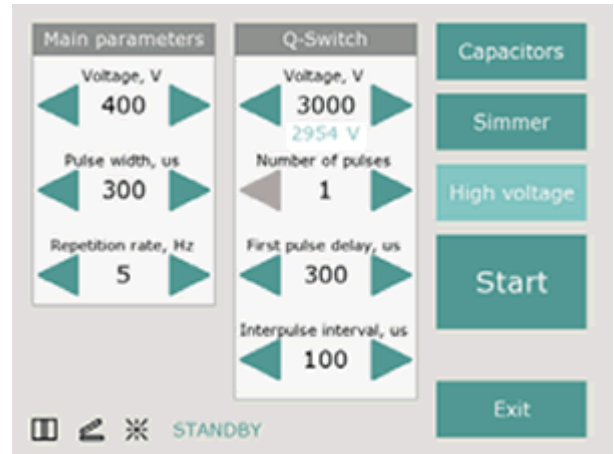 Main parameters
Voltage, V
400
Pulse width, us
300
Repetition rate, Hz
5
Q-Switch
Voltage, V
3000
2954 V
Number of pulses
1
First pulse delay, us
300
Interpulse interval, us
100
Capacitors
Simmer
High voltage
Start
Exit
STANDBY